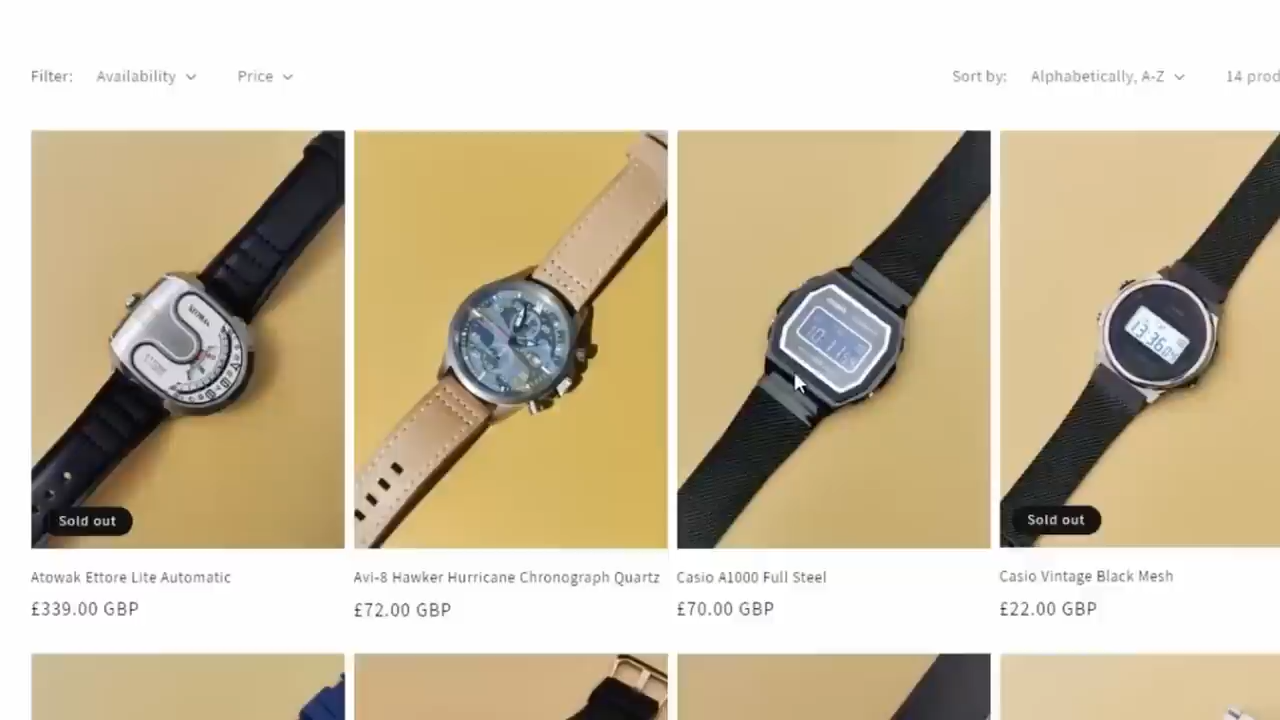 Filter: Availability Price Sort by: Alphabetically, A-Z 14 prod
Sold out
Sold out
Atowak Ettore Lite Automatic
£339.00 GBP
Avi-8 Hawker Hurricane Chronograph Quartz
£72.00 GBP
Casio A1000 Full Steel
£70.00 GBP
Casio Vintage Black Mesh
£22.00 GBP